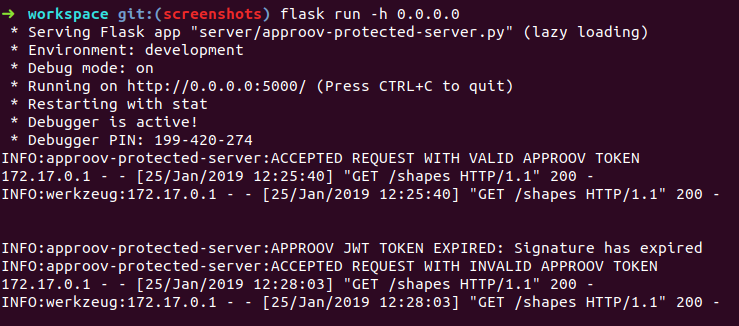 ➜ workspace git:(screenshots) flask run -h 0.0.0.0
* Serving Flask app "server/approov-protected-server.py" (lazy loading)
* Environment: development
* Debug mode: on
* Running on http://0.0.0.0:5000/ (Press CTRL+C to quit)
* Restarting with stat
* Debugger is active!
* Debugger PIN: 199-420-274
INFO:approov-protected-server:ACCEPTED REQUEST WITH VALID APPROOV TOKEN
172.17.0.1 - - [25/Jan/2019 12:25:40] "GET /shapes HTTP/1.1" 200 -
INFO:werkzeug:172.17.0.1 - - [25/Jan/2019 12:25:40] "GET /shapes HTTP/1.1" 200 -
INFO:approov-protected-server:APPROOV JWT TOKEN EXPIRED: Signature has expired
INFO:approov-protected-server:ACCEPTED REQUEST WITH INVALID APPROOV TOKEN
172.17.0.1 - - [25/Jan/2019 12:28:03] "GET /shapes HTTP/1.1" 200 -
INFO:werkzeug:172.17.0.1 - - [25/Jan/2019 12:28:03] "GET /shapes HTTP/1.1" 200 -